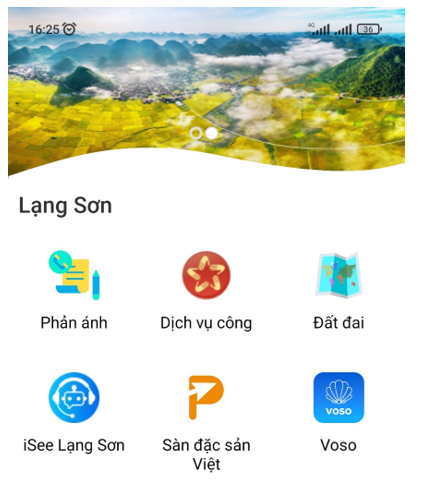 16:25
4G
36
Lạng Sơn
Phản ánh Dịch vụ công Đất đai
VOSO
iSee Lạng Sơn Sàn đặc sản Voso
Việt